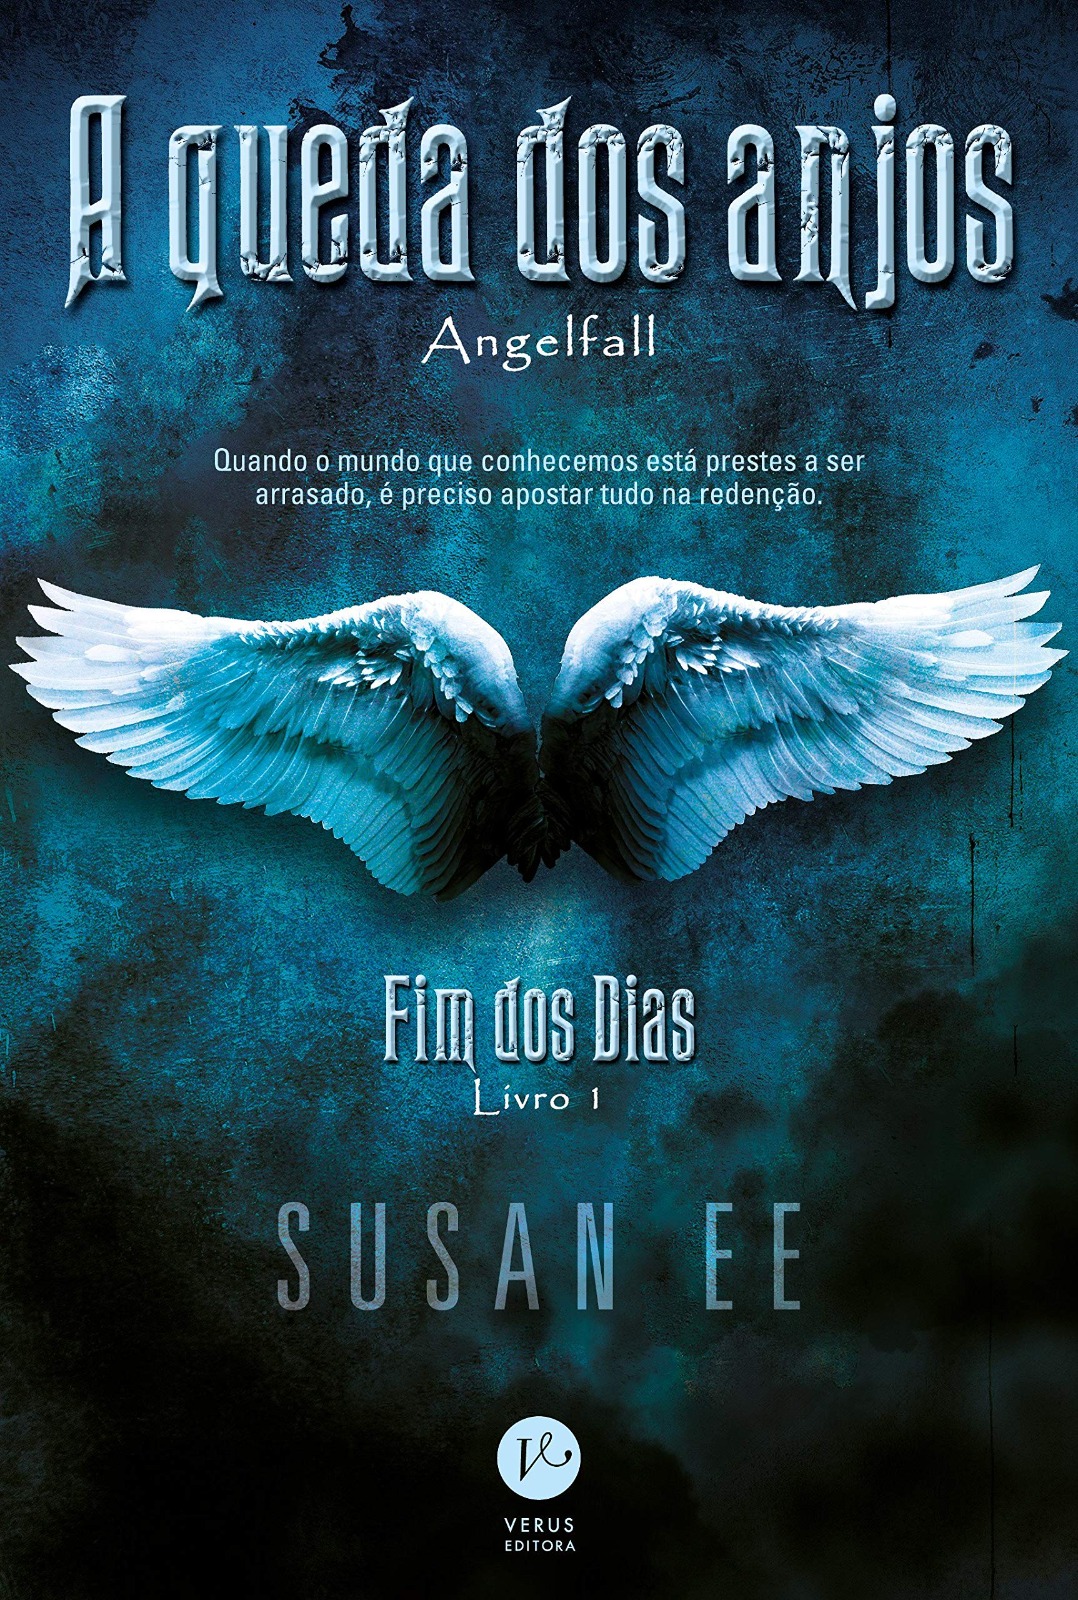 A queda dos anjos
Angelfall
Quando o mundo que conhecemos está prestes a ser
arrasado, é preciso apostar tudo na redenção.
Fim dos Dias
Livro 1
SUSAN EE
VE
VERUS
EDITORA